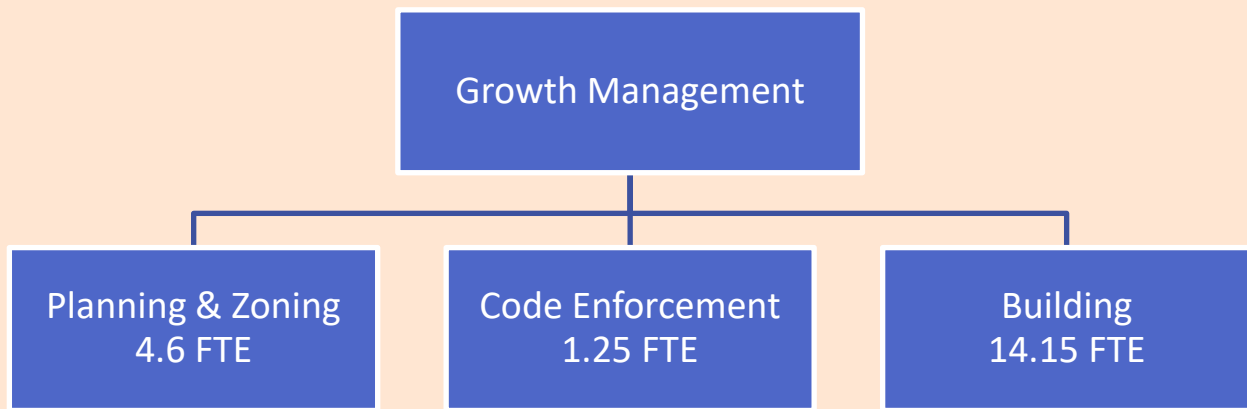 Growth Management
Planning & Zoning
4.6 FTE
Code Enforcement
1.25 FTE
Building
14.15 FTE